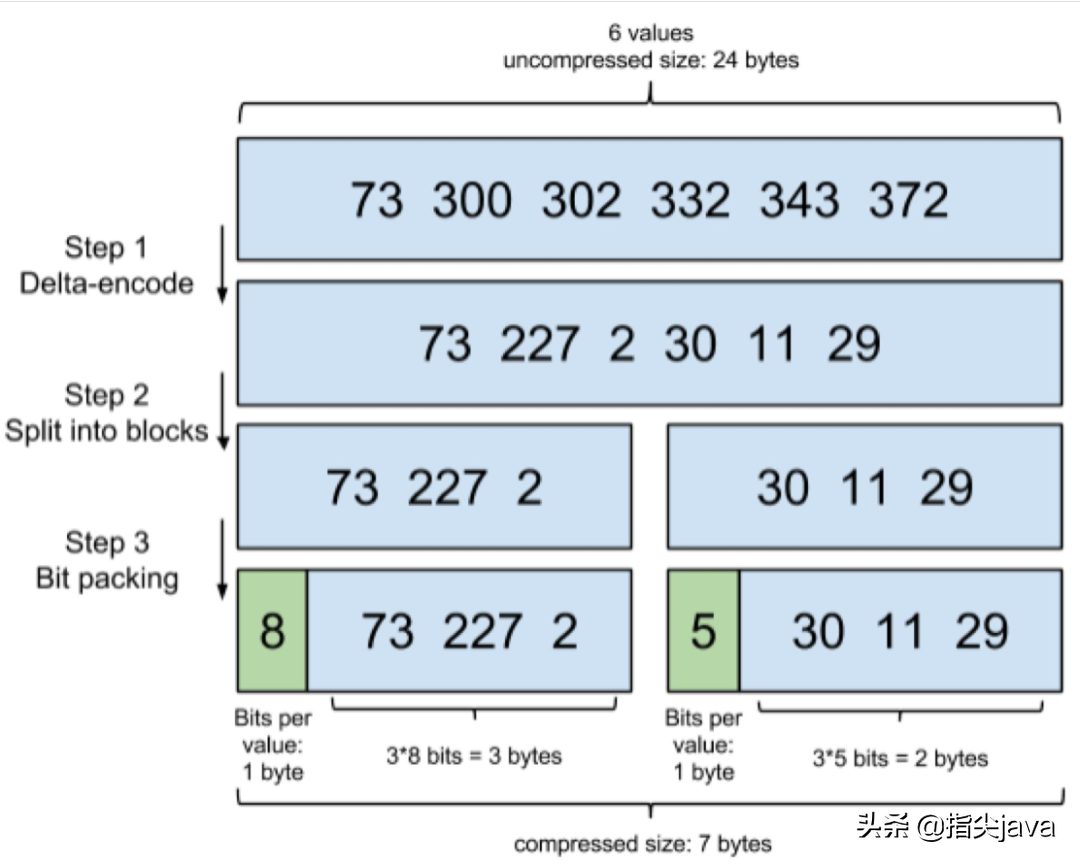 6 values
uncompressed size: 24 bytes
73 300 302 332 343 372
Step 1
Delta-encode
73 227 2 30 11 29
Step 2
Split into blocks
73 227 2
30 11 29
Step 3
Bit packing
8
73 227 2
5
30 11 29
Bits per
value:
1 byte
3*8 bits = 3 bytes
Bits per
value:
1 byte
3*5 bits = 2 bytes
compressed size: 7 bytes
头条 @指尖java